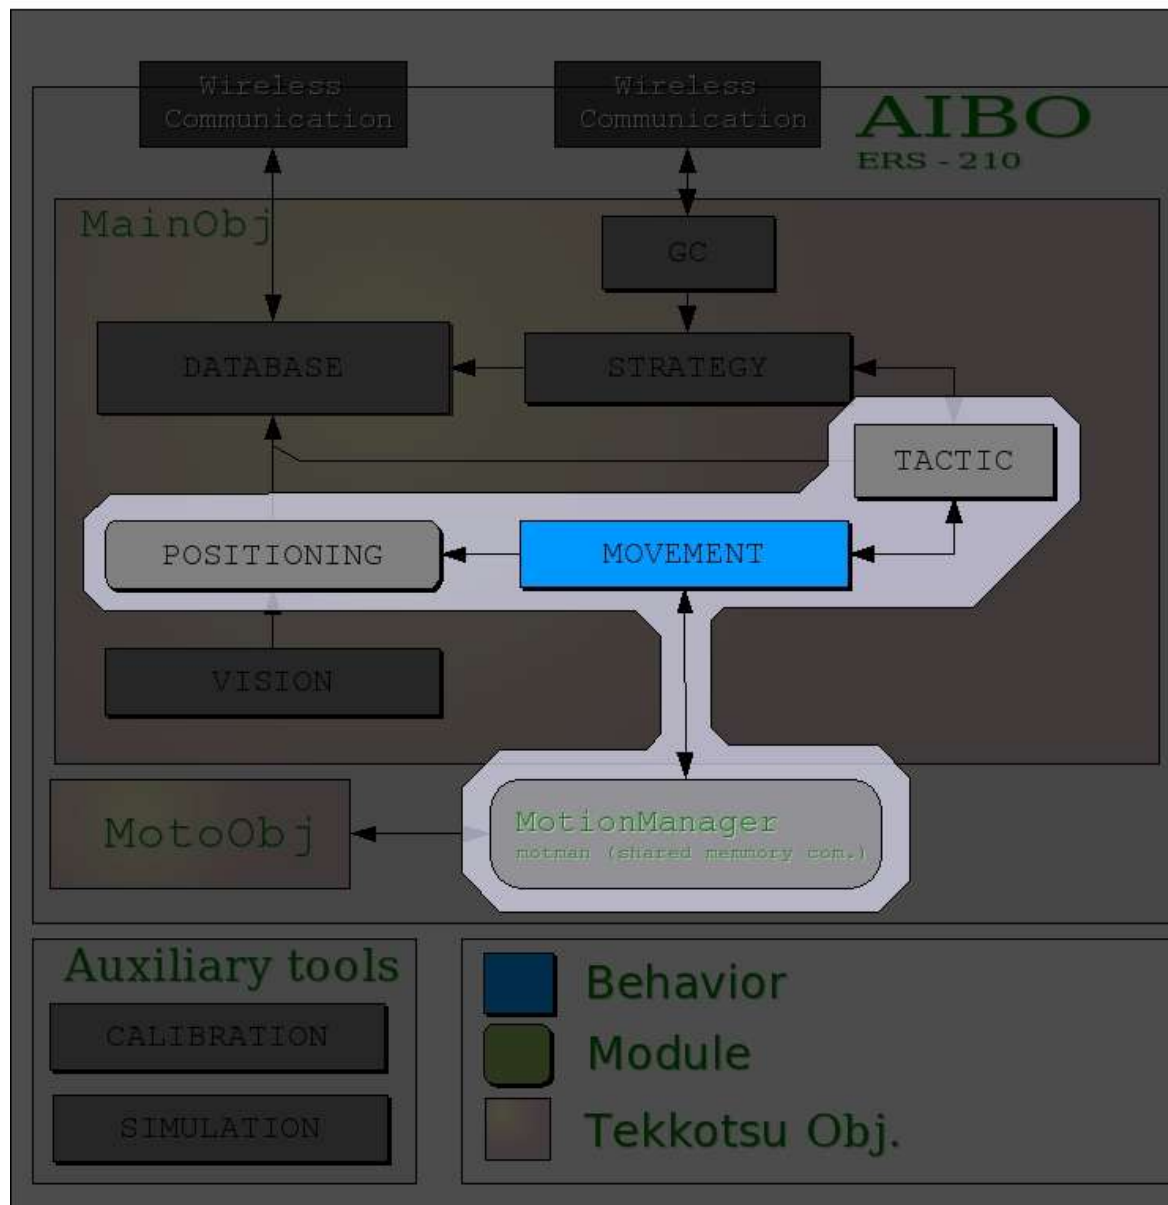 Wireless
Communication
Wireless
Communication
AIBO
ERS - 210
MainObj
GC
DATABASE
STRATEGY
TACTIC
POSITIONING
MOVEMENT
VISION
MotoObj
MotionManager
motman (shared memmory com.)
Auxiliary tools
CALIBRATION
SIMULATION
Behavior
Module
Tekkotsu Obj.